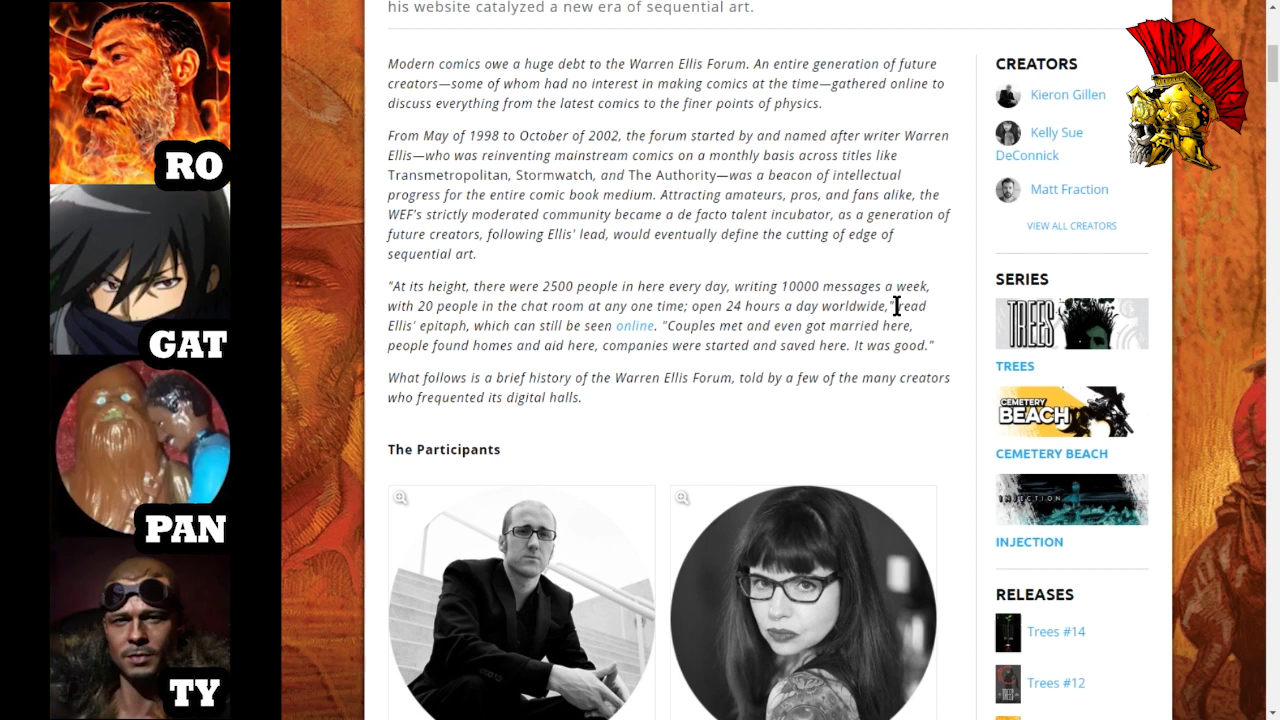 his website catalyzed a new era of sequential art.
Modern comics owe a huge debt to the Warren Ellis Forum. An entire generation of future
creators—some of whom had no interest in making comics at the time—gathered online to
discuss everything from the latest comics to the finer points of physics.
From May of 1998 to October of 2002, the forum started by and named after writer Warren
Ellis—who was reinventing mainstream comics on a monthly basis across titles like
Transmetropolitan, Stormwatch, and The Authority—was a beacon of intellectual
progress for the entire comic book medium. Attracting amateurs, pros, and fans alike, the
WEF's strictly moderated community became a de facto talent incubator, as a generation of
future creators, following Ellis' lead, would eventually define the cutting of edge of
sequential art.
"At its height, there were 2500 people in here every day, writing 10000 messages a week,
with 20 people in the chat room at any one time; open 24 hours a day worldwide," read
Ellis' epitaph, which can still be seen online. "Couples met and even got married here,
people found homes and aid here, companies were started and saved here. It was good."
What follows is a brief history of the Warren Ellis Forum, told by a few of the many creators
who frequented its digital halls.
The Participants
CREATORS
Kieron Gillen
Kelly Sue
DeConnick
Matt Fraction
VIEW ALL CREATORS
SERIES
TREES
TREES
CEMETERY
BEACH
CEMETERY BEACH
INJECTION
INJECTION
RELEASES
Trees #14
Trees #12
RO
GAT
PAN
TY